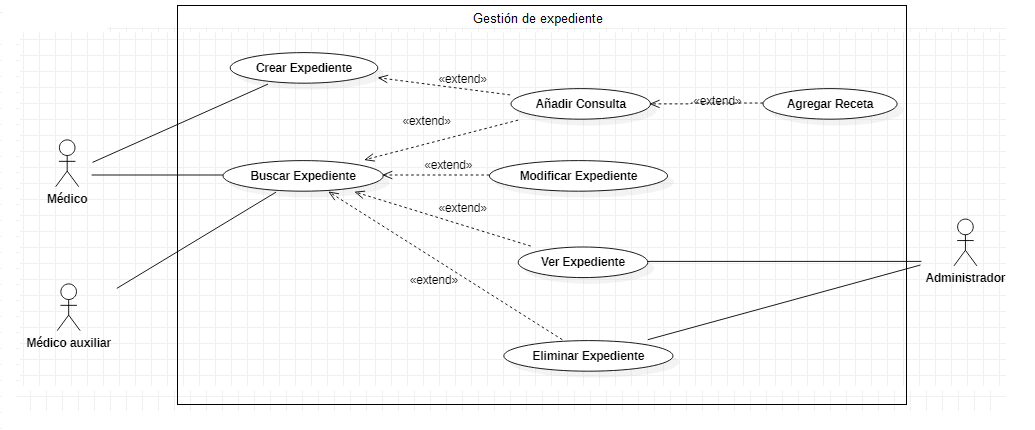 Gestión de expediente
Crear Expediente
«extend»
Añadir Consulta
«extend»
Agregar Receta
«extend»
Médico
Buscar Expediente
«extend»
Modificar Expediente
«extend»
Ver Expediente
Administrador
«extend»
Médico auxiliar
Eliminar Expediente